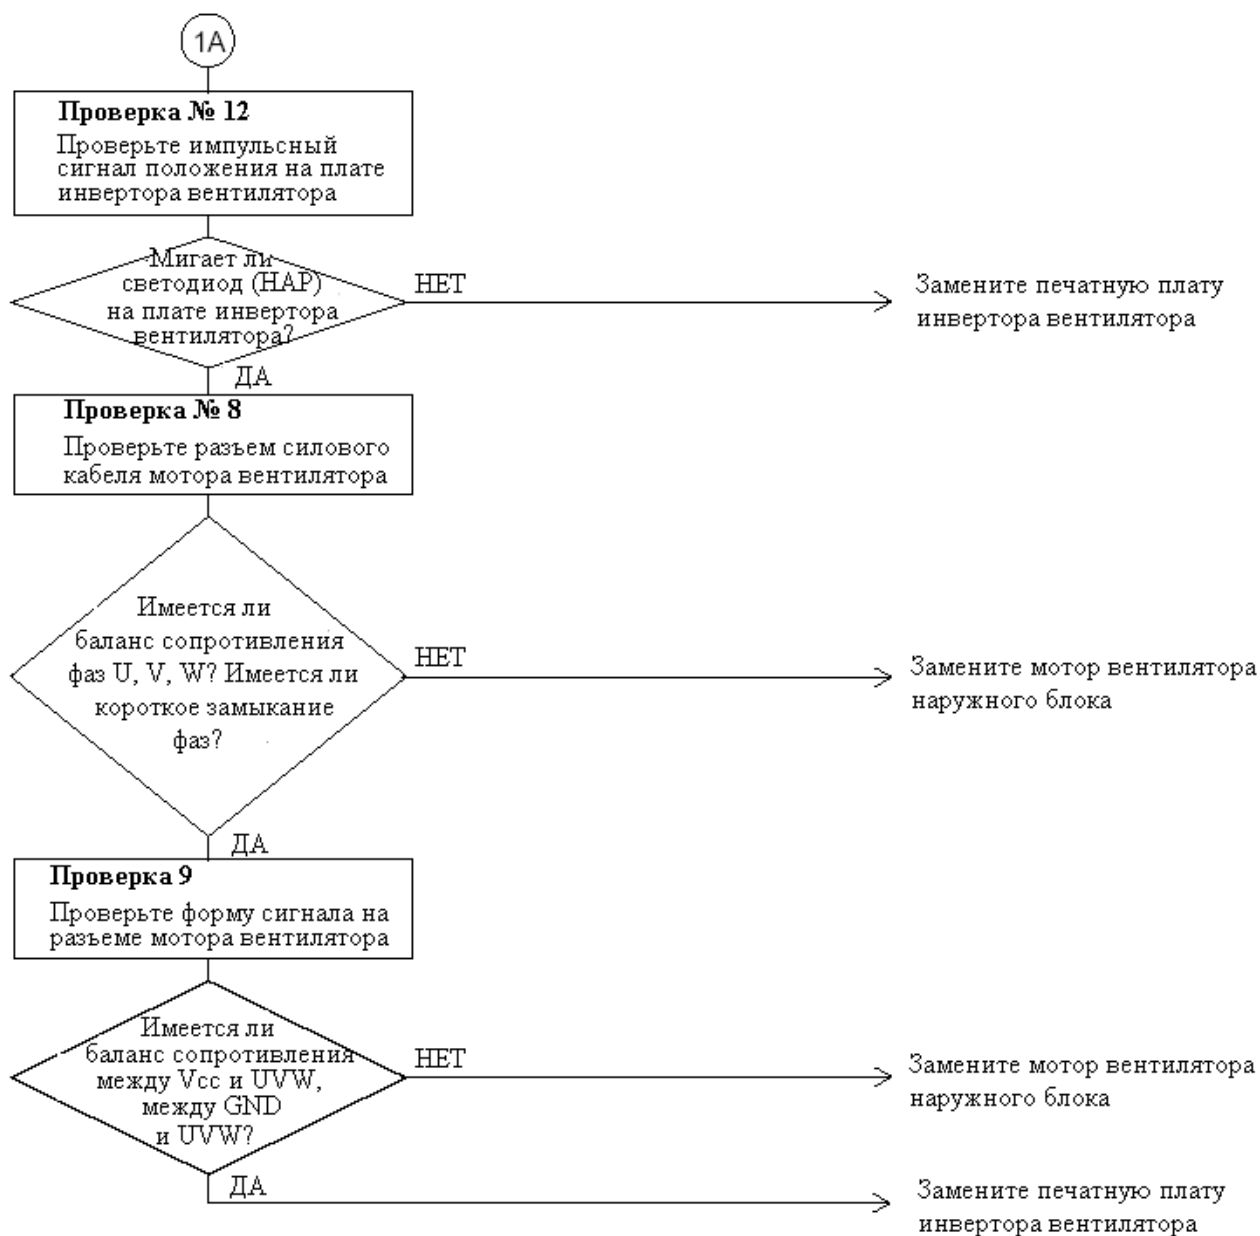 1A
Проверка № 12
Проверьте импульсный
сигнал положения на плате
инвертора вентилятора
Мигает ли
светодиод (HAP)
на плате инвертора
вентилятора?
НЕТ
Замените печатную плату
инвертора вентилятора
ДА
Проверка № 8
Проверьте разъем силового
кабеля мотора вентилятора
Имеется ли
баланс сопротивления
фаз U, V, W? Имеется ли
короткое замыкание
фаз?
НЕТ
Замените мотор вентилятора
наружного блока
ДА
Проверка 9
Проверьте форму сигнала на
разъеме мотора вентилятора
Имеется ли
баланс сопротивления
между Vcc и UVW,
между GND
и UVW?
НЕТ
Замените мотор вентилятора
наружного блока
ДА
Замените печатную плату
инвертора вентилятора